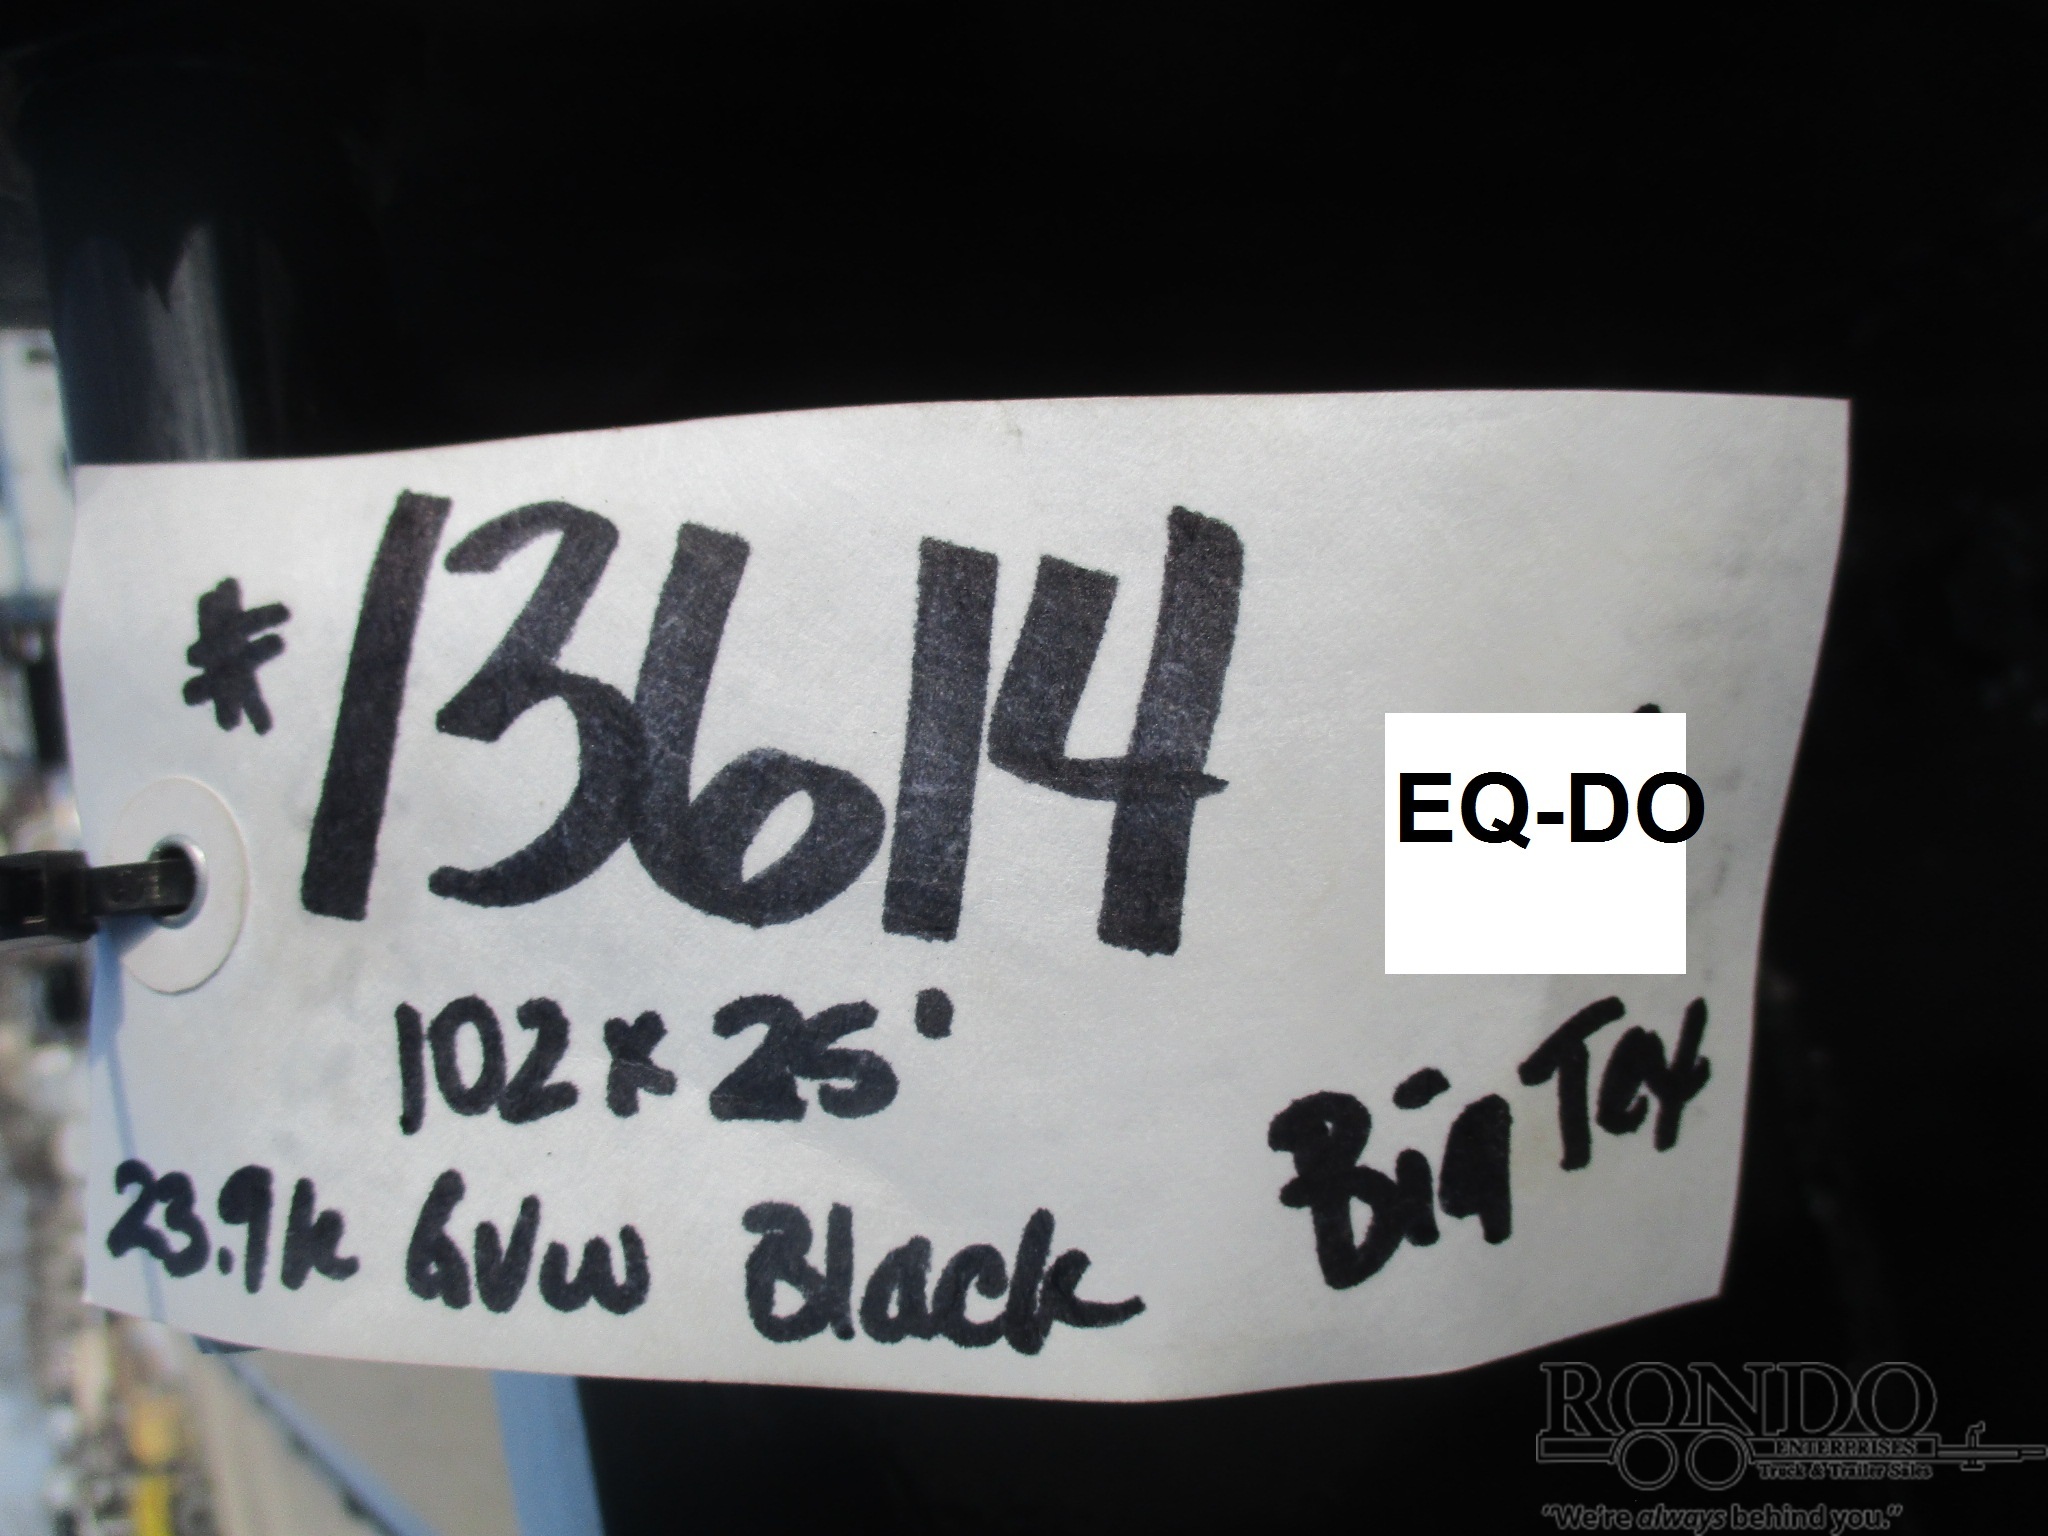 #13614
EQ-DO
102 x 25'
Big Tex
23.9k GVW Black
RONDO
ENTERPRISES
Truck & Trailer Sales
"We're always behind you."